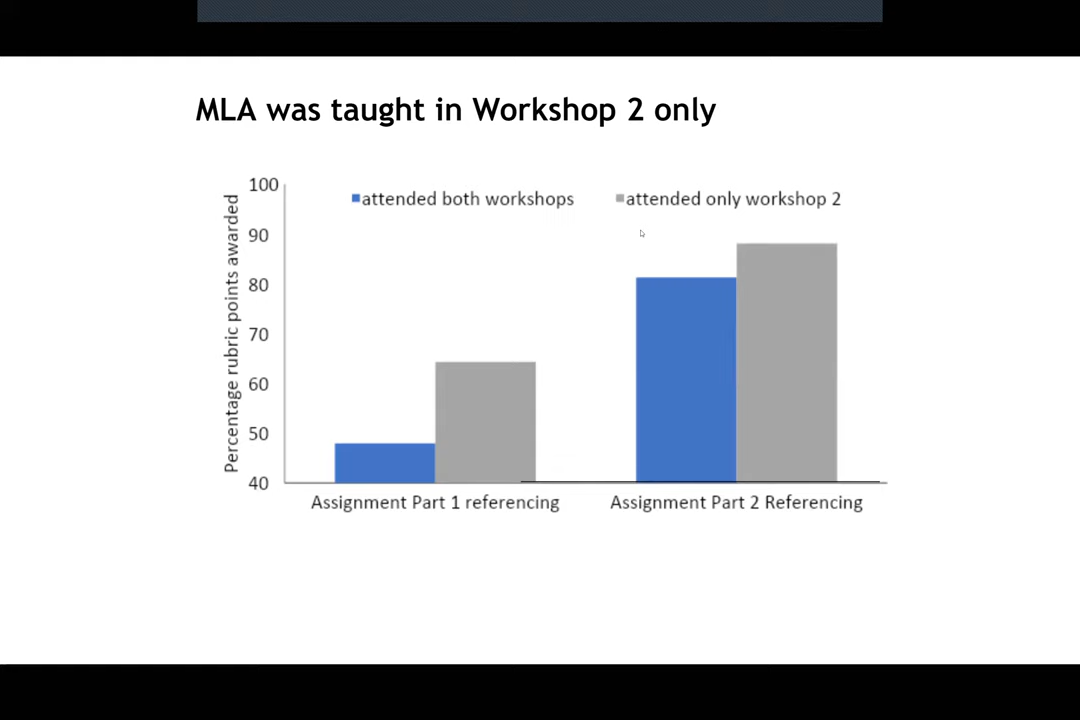 MLA was taught in Workshop 2 only
Percentage rubric points awarded
100
90
80
70
60
50
40
attended both workshops
attended only workshop 2
Assignment Part 1 referencing
Assignment Part 2 Referencing